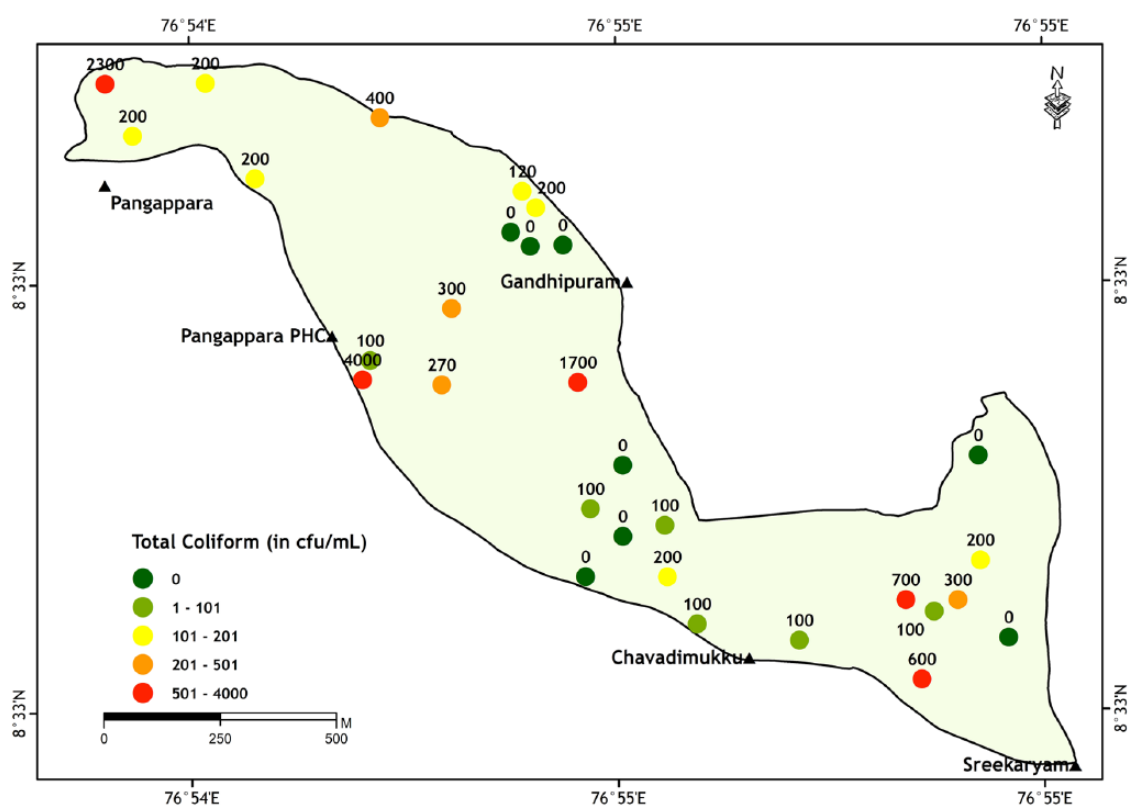 76°54'E 76°55'E 76°55'E
N
2300
200
400
200
200
120
200
0
0
0
Pangappara
8°33'N
8°33'N
Gandhipuram
300
Pangappara PHC
100
4000
270
1700
0
0
100
100
0
0
200
200
700
300
100
100
100
0
Chavadimukku
600
Sreekaryam
Total Coliform (in cfu/mL)
0
1 - 101
101 - 201
201 - 501
501 - 4000
M
0 250 500
8°33'N
8°33'N
76°54'E 76°55'E 76°55'E